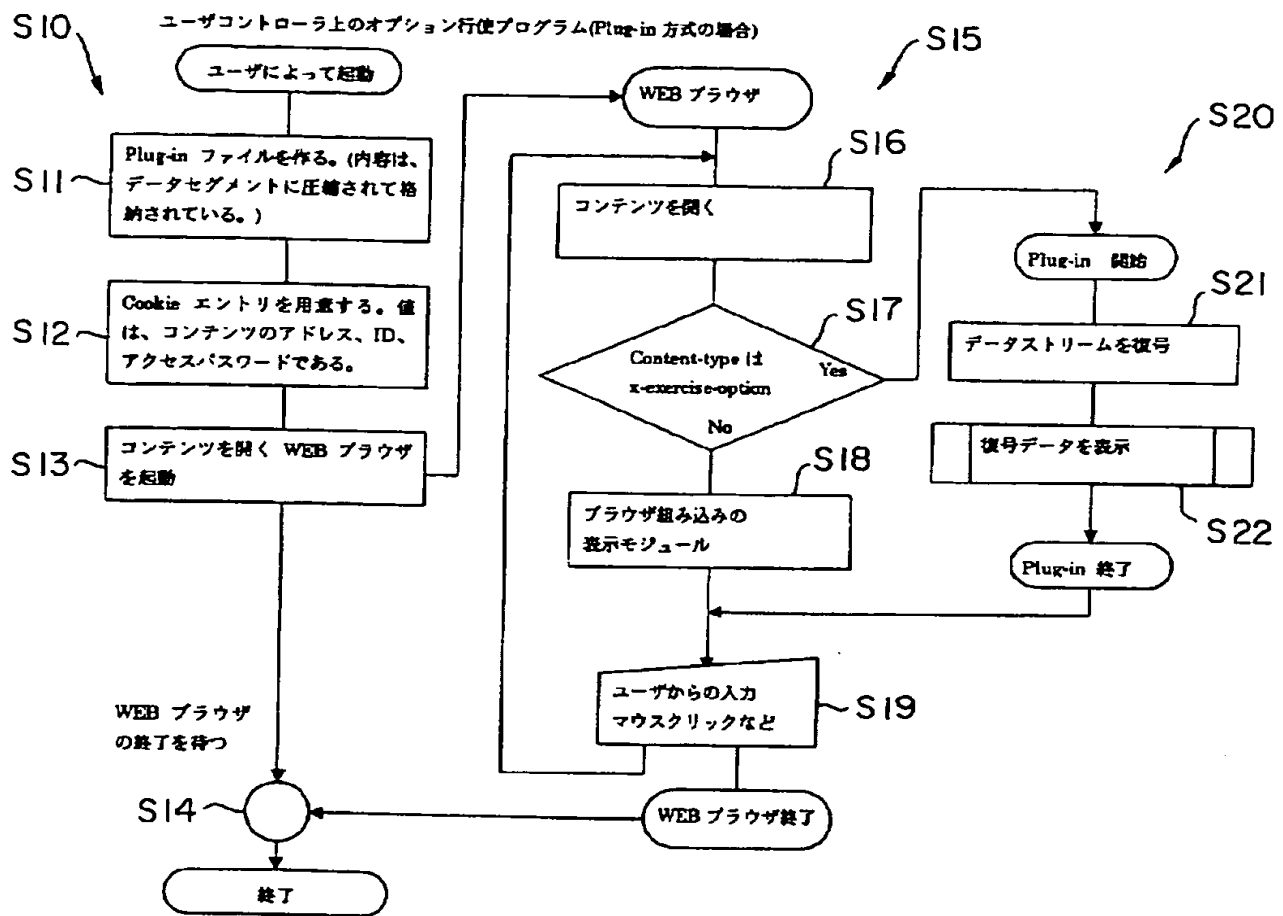 ユーザコントローラ上のオプション行使プログラム(Plug-in 方式の場合)
S10
ユーザによって起動
S11
Plug-in ファイルを作る。(内容は、
データセグメントに圧縮されて格
納されている。)
S12
Cookie エントリを用意する。値
は、コンテンツのアドレス、ID、
アクセスパスワードである。
S13
コンテンツを開く WEB ブラウザ
を起動
WEB ブラウザ
の終了を待つ
S14
終了
S15
WEB ブラウザ
S16
コンテンツを開く
S17
Content-type は
x-exercise-option
Yes
No
S18
ブラウザ組み込みの
表示モジュール
ユーザからの入力
マウスクリックなど
S19
WEB ブラウザ終了
S20
Plug-in 開始
S21
データストリームを復号
復号データを表示
S22
Plug-in 終了